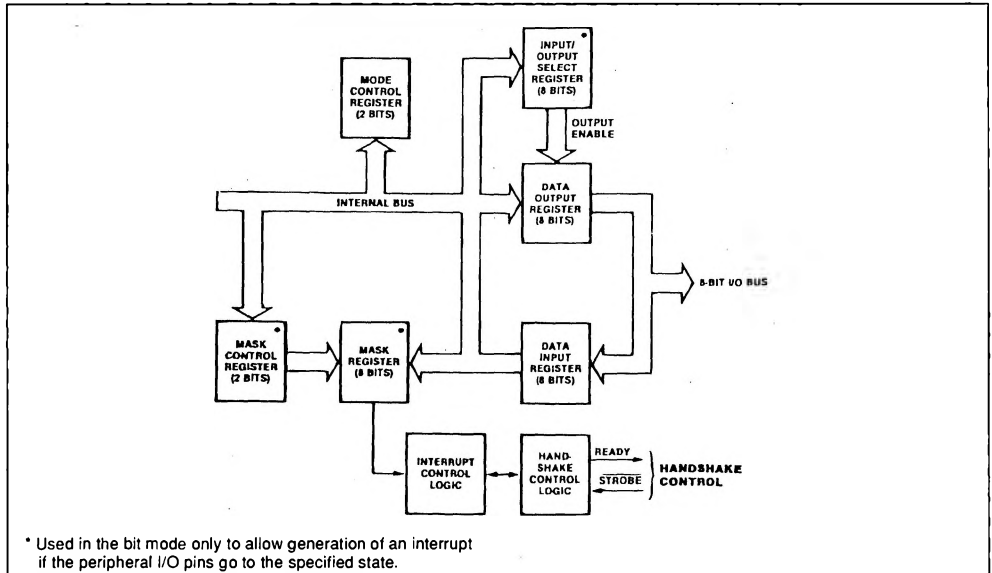 INPUT/
OUTPUT
SELECT
REGISTER
(8 BITS)
MODE
CONTROL
REGISTER
(2 BITS)
OUTPUT
ENABLE
DATA
OUTPUT
REGISTER
(8 BITS)
INTERNAL BUS
8-BIT I/O BUS
MASK
CONTROL
REGISTER
(2 BITS)
MASK
REGISTER
(8 BITS)
DATA
INPUT
REGISTER
(8 BITS)
INTERRUPT
CONTROL
LOGIC
HAND-
SHAKE
CONTROL
LOGIC
READY
STROBE
HANDSHAKE
CONTROL
* Used in the bit mode only to allow generation of an interrupt
if the peripheral I/O pins go to the specified state.